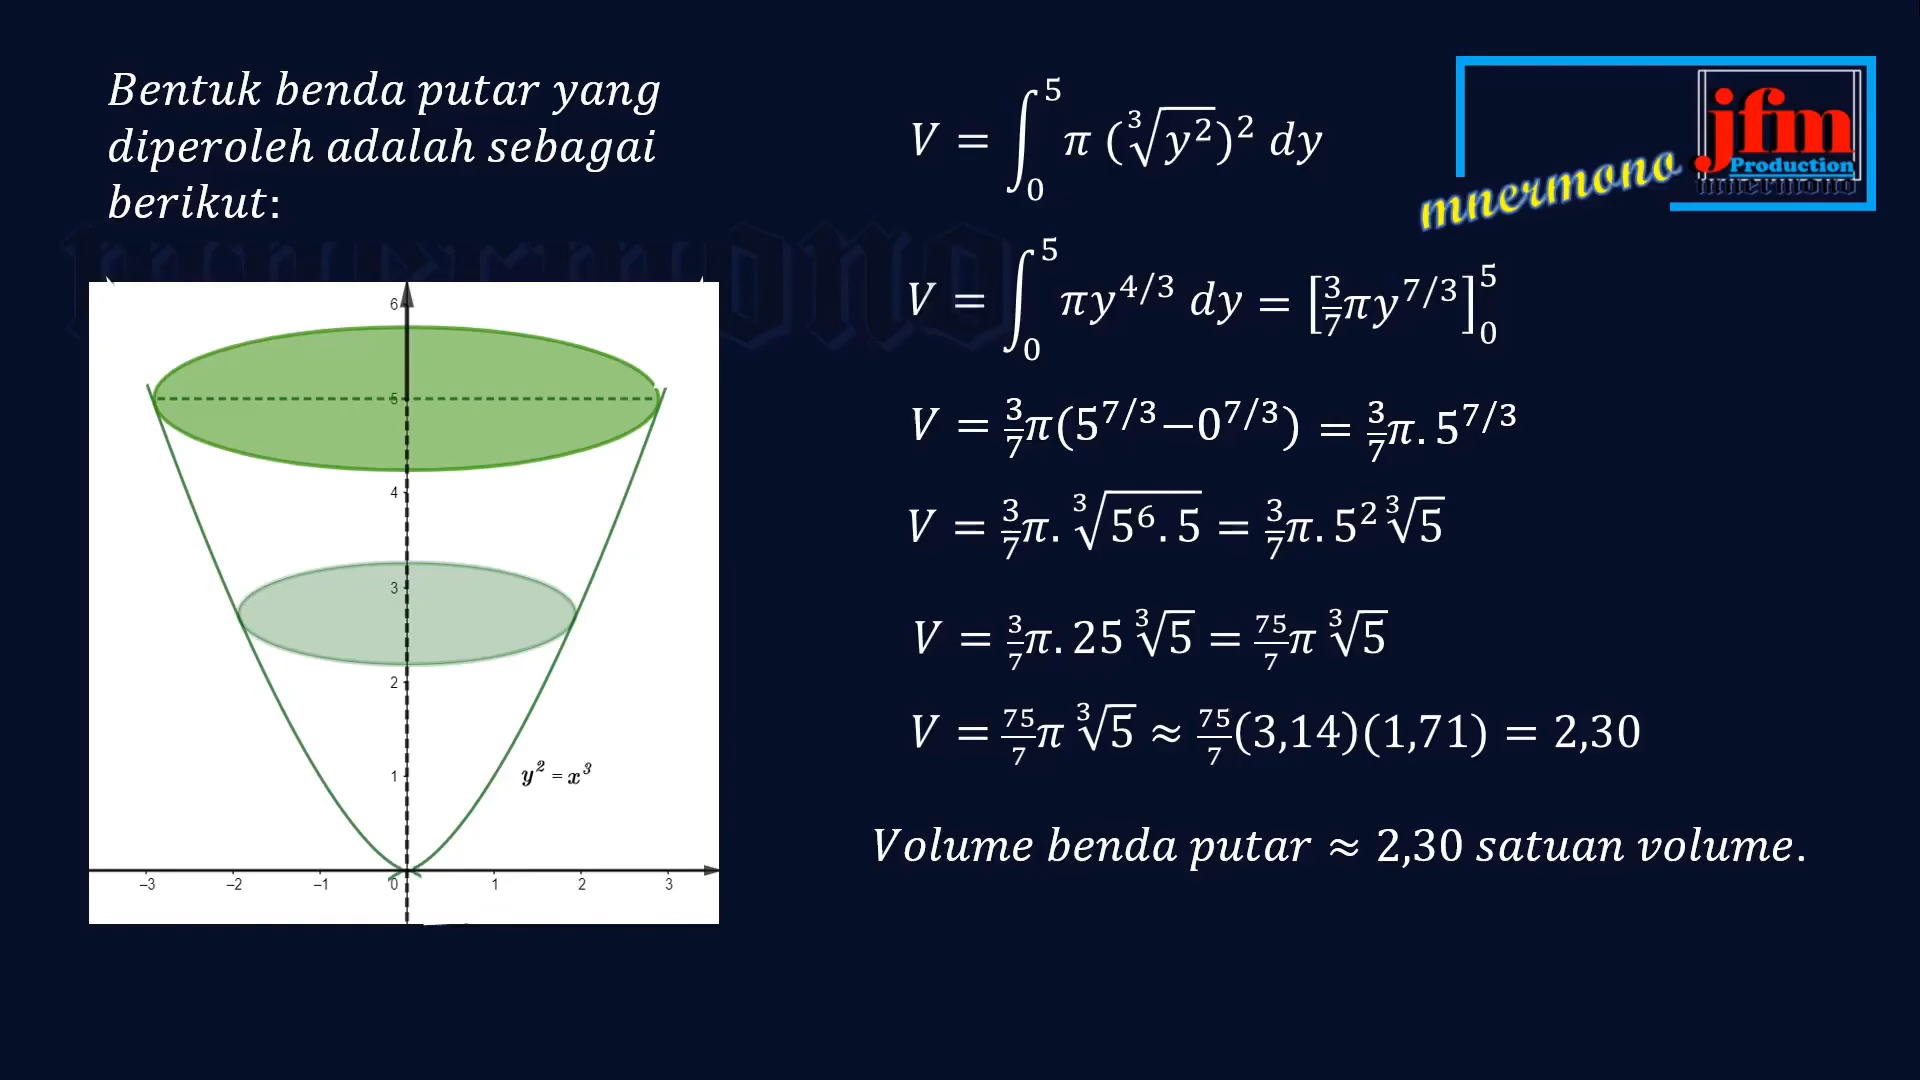 Bentuk benda putar yang
diperoleh adalah sebagai
berikut:
6
5
4
3
2
1
y² = x³
–3 –2 –1 0 1 2 3
V = ∫₀⁵ π (∛(y²))² dy
V = ∫₀⁵ πy^(4/3) dy = [3/7 πy^(7/3)]₀⁵
V = 3/7 π(5^(7/3)−0^(7/3)) = 3/7 π. 5^(7/3)
V = 3/7 π. ∛(5⁶. 5) = 3/7 π. 5² ∛5
V = 3/7 π. 25 ∛5 = 75/7 π ∛5
V = 75/7 π ∛5 ≈ 75/7 (3,14)(1,71) = 2,30
Volume benda putar ≈ 2,30 satuan volume.
jfm
Production
mnermono
mnermono
mnermono